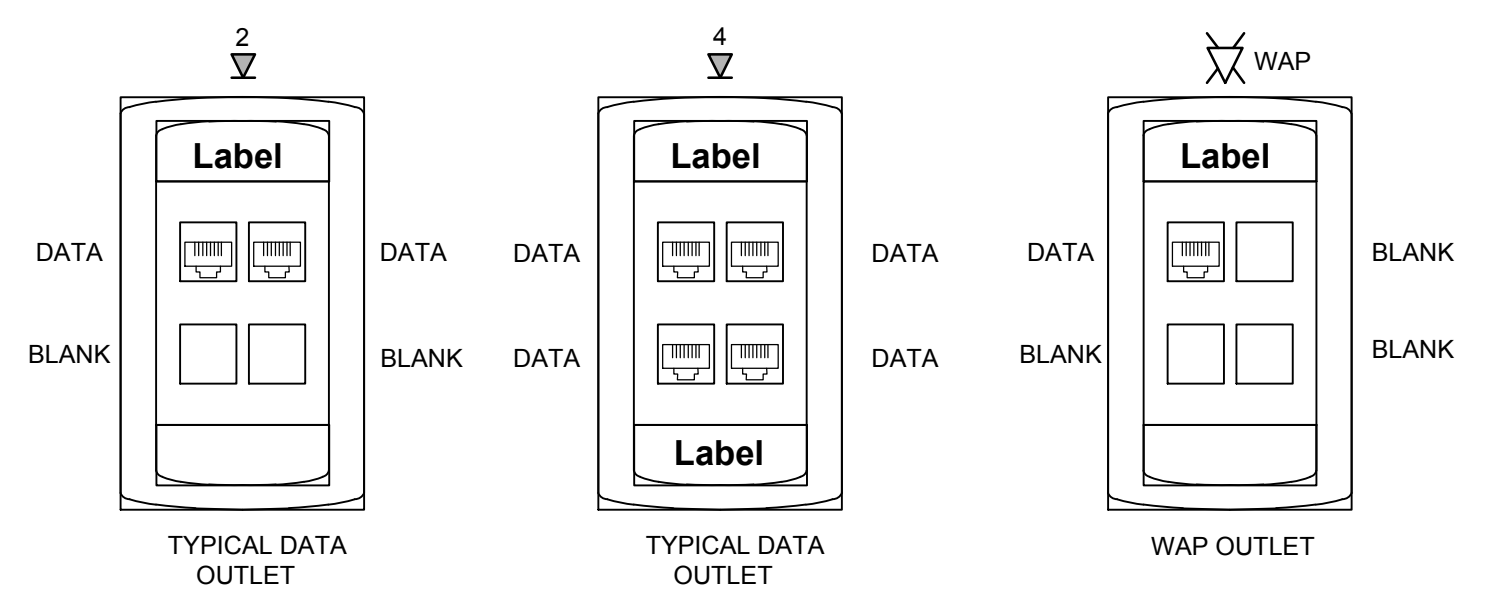 2
4
WAP
Label
Label
Label
DATA
DATA
DATA
DATA
DATA
BLANK
BLANK
BLANK
DATA
DATA
BLANK
BLANK
Label
TYPICAL DATA
OUTLET
TYPICAL DATA
OUTLET
WAP OUTLET